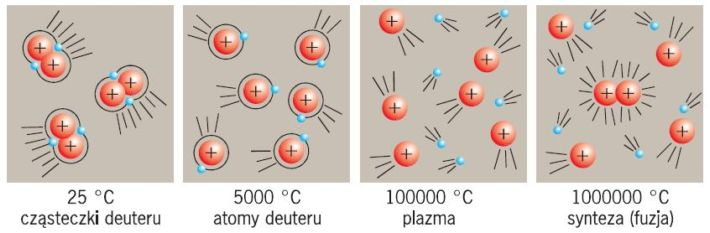 25 °C
cząsteczki deuteru
5000 °C
atomy deuteru
100000 °C
plazma
1000000 °C
synteza (fuzja)